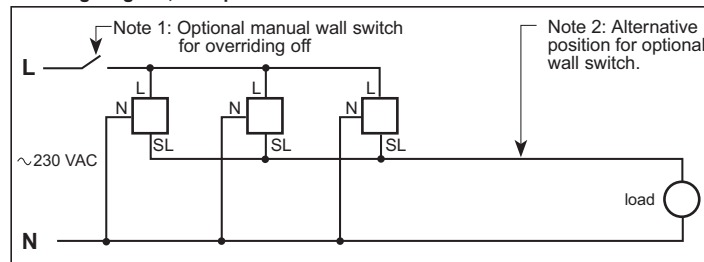 Note 1: Optional manual wall switch
for overriding off
Note 2: Alternative
position for optional
wall switch.
L
L
L
L
N
N
N
SL
SL
SL
~230 VAC
load
N